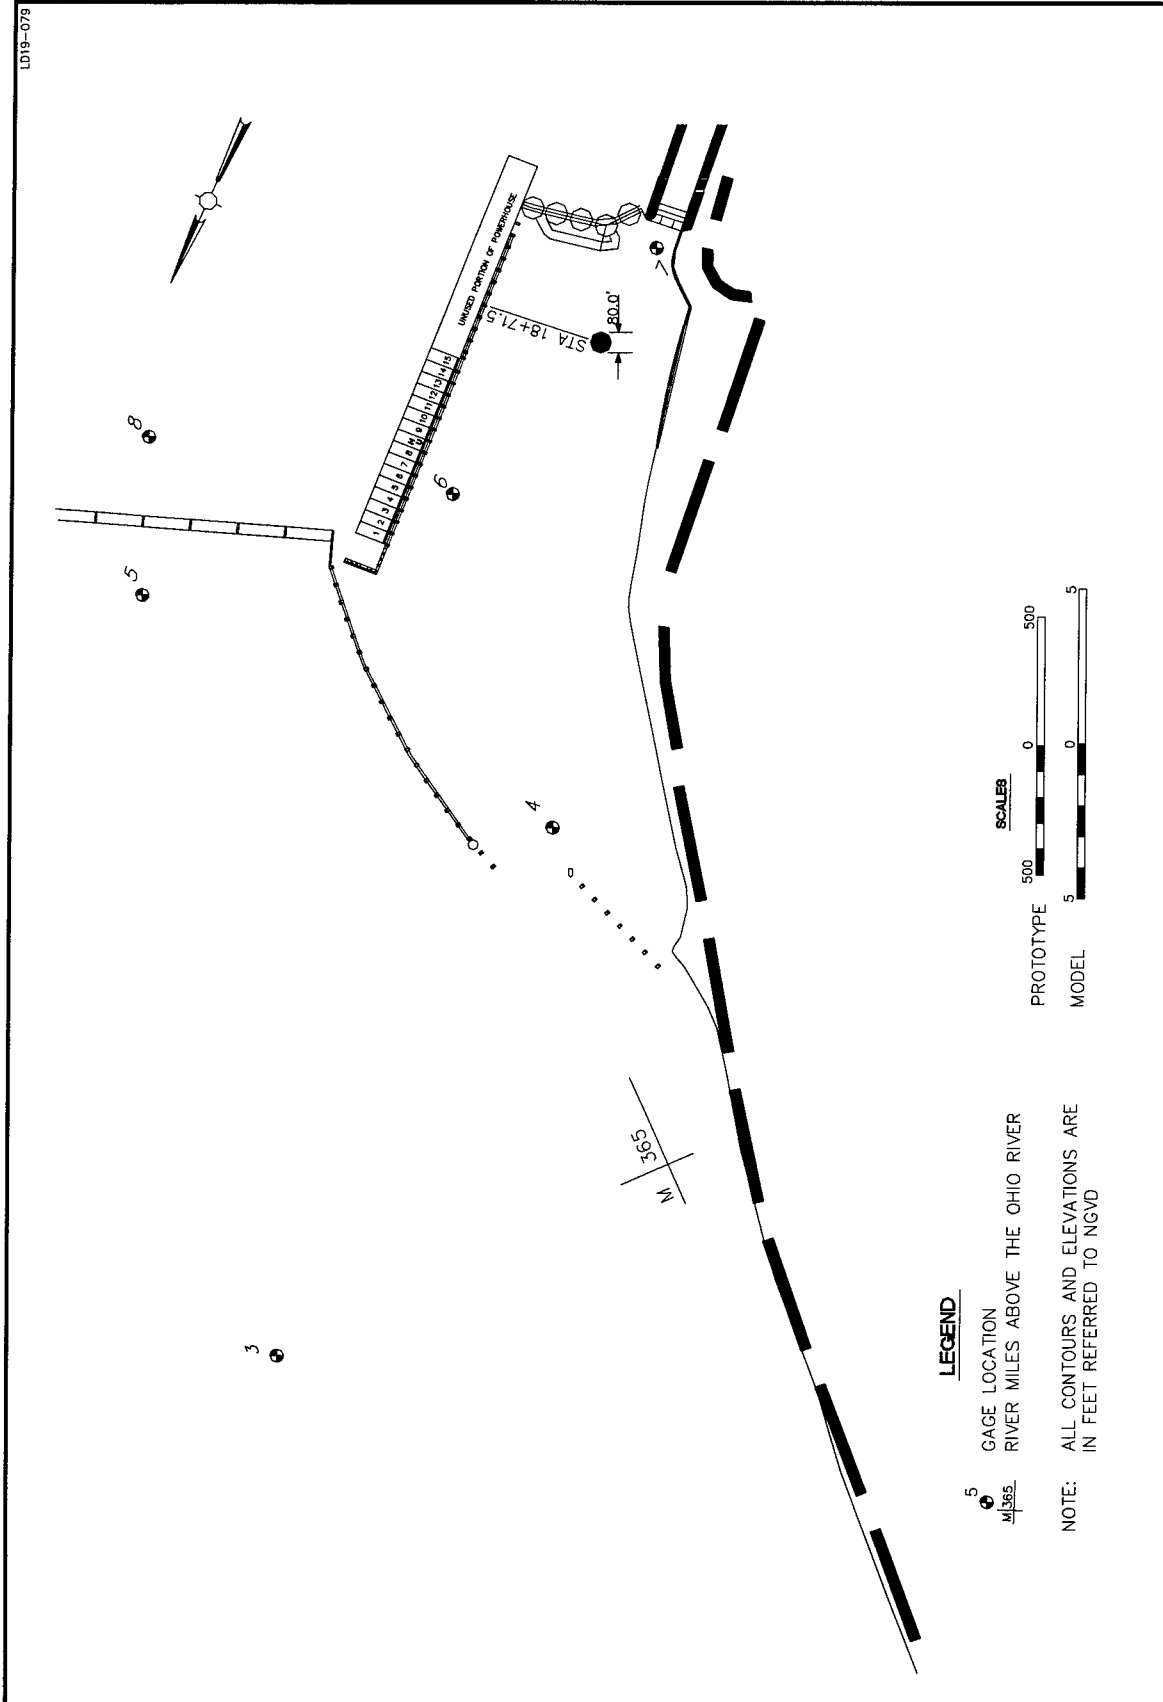 LD19-079
8
5
UNUSED PORTION OF POWERHOUSE
1 2 3 4 5 6 7 8 9 10 11 12 13 14 15
STA 18+71.5
80.0'
7
6
4
3
M 365
SCALES
PROTOTYPE 500 0 500
MODEL 5 0 5
LEGEND
5 GAGE LOCATION
M 365 RIVER MILES ABOVE THE OHIO RIVER
NOTE: ALL CONTOURS AND ELEVATIONS ARE
IN FEET REFERRED TO NGVD